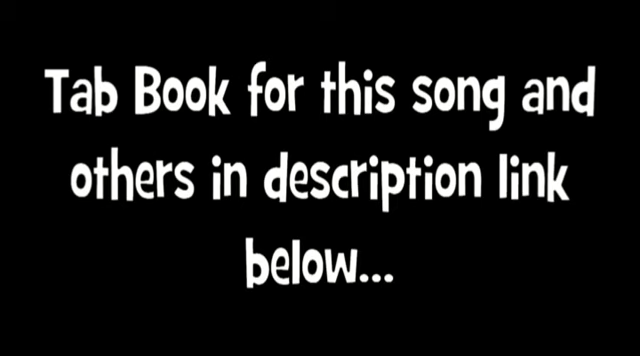 Tab Book for this song and
others in description link
below...